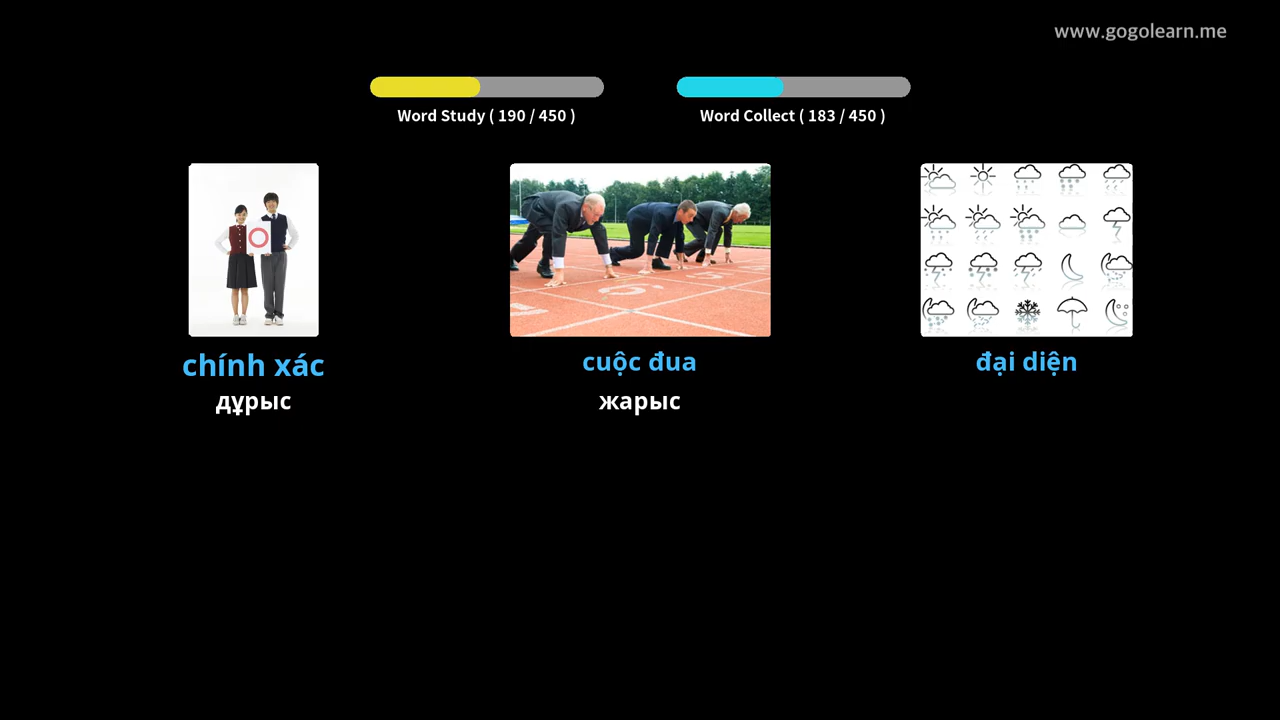 www.gogolearn.me
Word Study ( 190 / 450 )
Word Collect ( 183 / 450 )
chính xác
дұрыс
cuộc đua
жарыс
đại diện